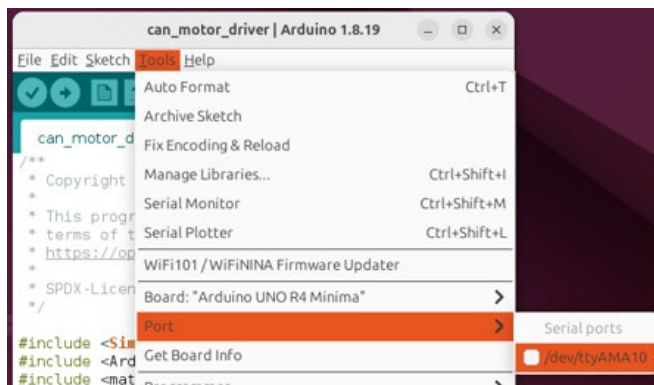 can_motor_driver | Arduino 1.8.19
File Edit Sketch Tools Help
Auto Format Ctrl+T
Archive Sketch
Fix Encoding & Reload
Manage Libraries... Ctrl+Shift+I
Serial Monitor Ctrl+Shift+M
Serial Plotter Ctrl+Shift+L
WiFi101 / WiFiNINA Firmware Updater
Board: "Arduino UNO R4 Minima"
Port
Serial ports
/dev/ttyAMA10
Get Board Info
can_motor_d
/**
* Copyright
*
* This progr
* terms of t
* https://op
*
* SPDX-Licen
*/
#include <Sim
#include <Ard
#include <mat